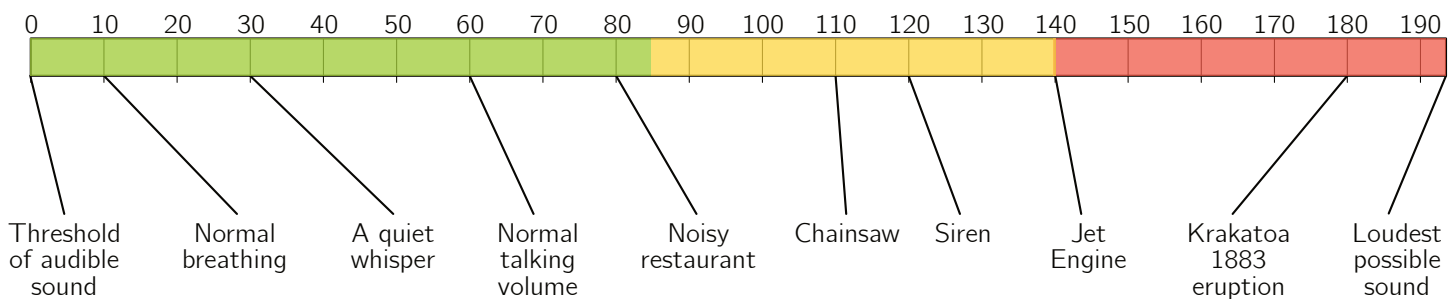 0 10 20 30 40 50 60 70 80 90 100 110 120 130 140 150 160 170 180 190
Threshold
of audible
sound
Normal
breathing
A quiet
whisper
Normal
talking
volume
Noisy
restaurant
Chainsaw
Siren
Jet
Engine
Krakatoa
1883
eruption
Loudest
possible
sound